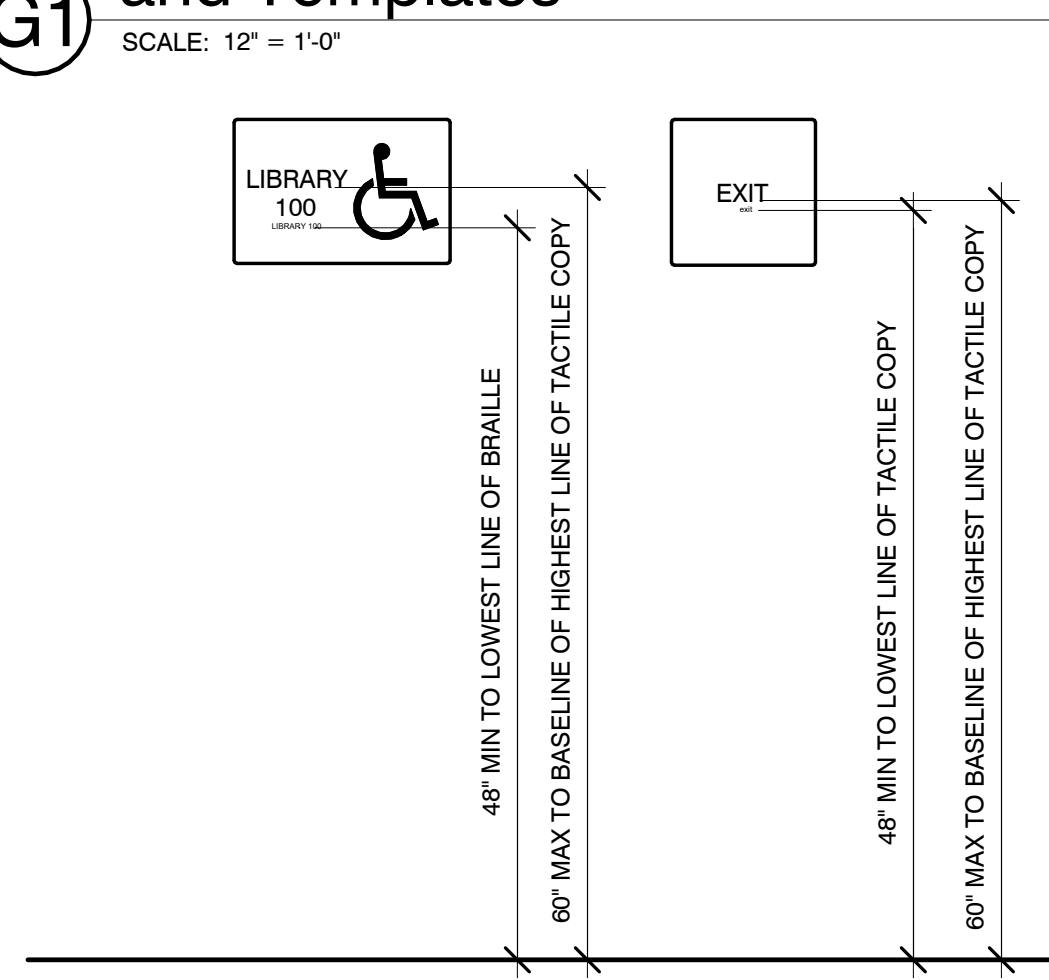 G1
and Templates
SCALE: 12" = 1'-0"
LIBRARY
100
LIBRARY 100
EXIT
exit
48" MIN TO LOWEST LINE OF BRAILLE
60" MAX TO BASELINE OF HIGHEST LINE OF TACTILE COPY
48" MIN TO LOWEST LINE OF TACTILE COPY
60" MAX TO BASELINE OF HIGHEST LINE OF TACTILE COPY